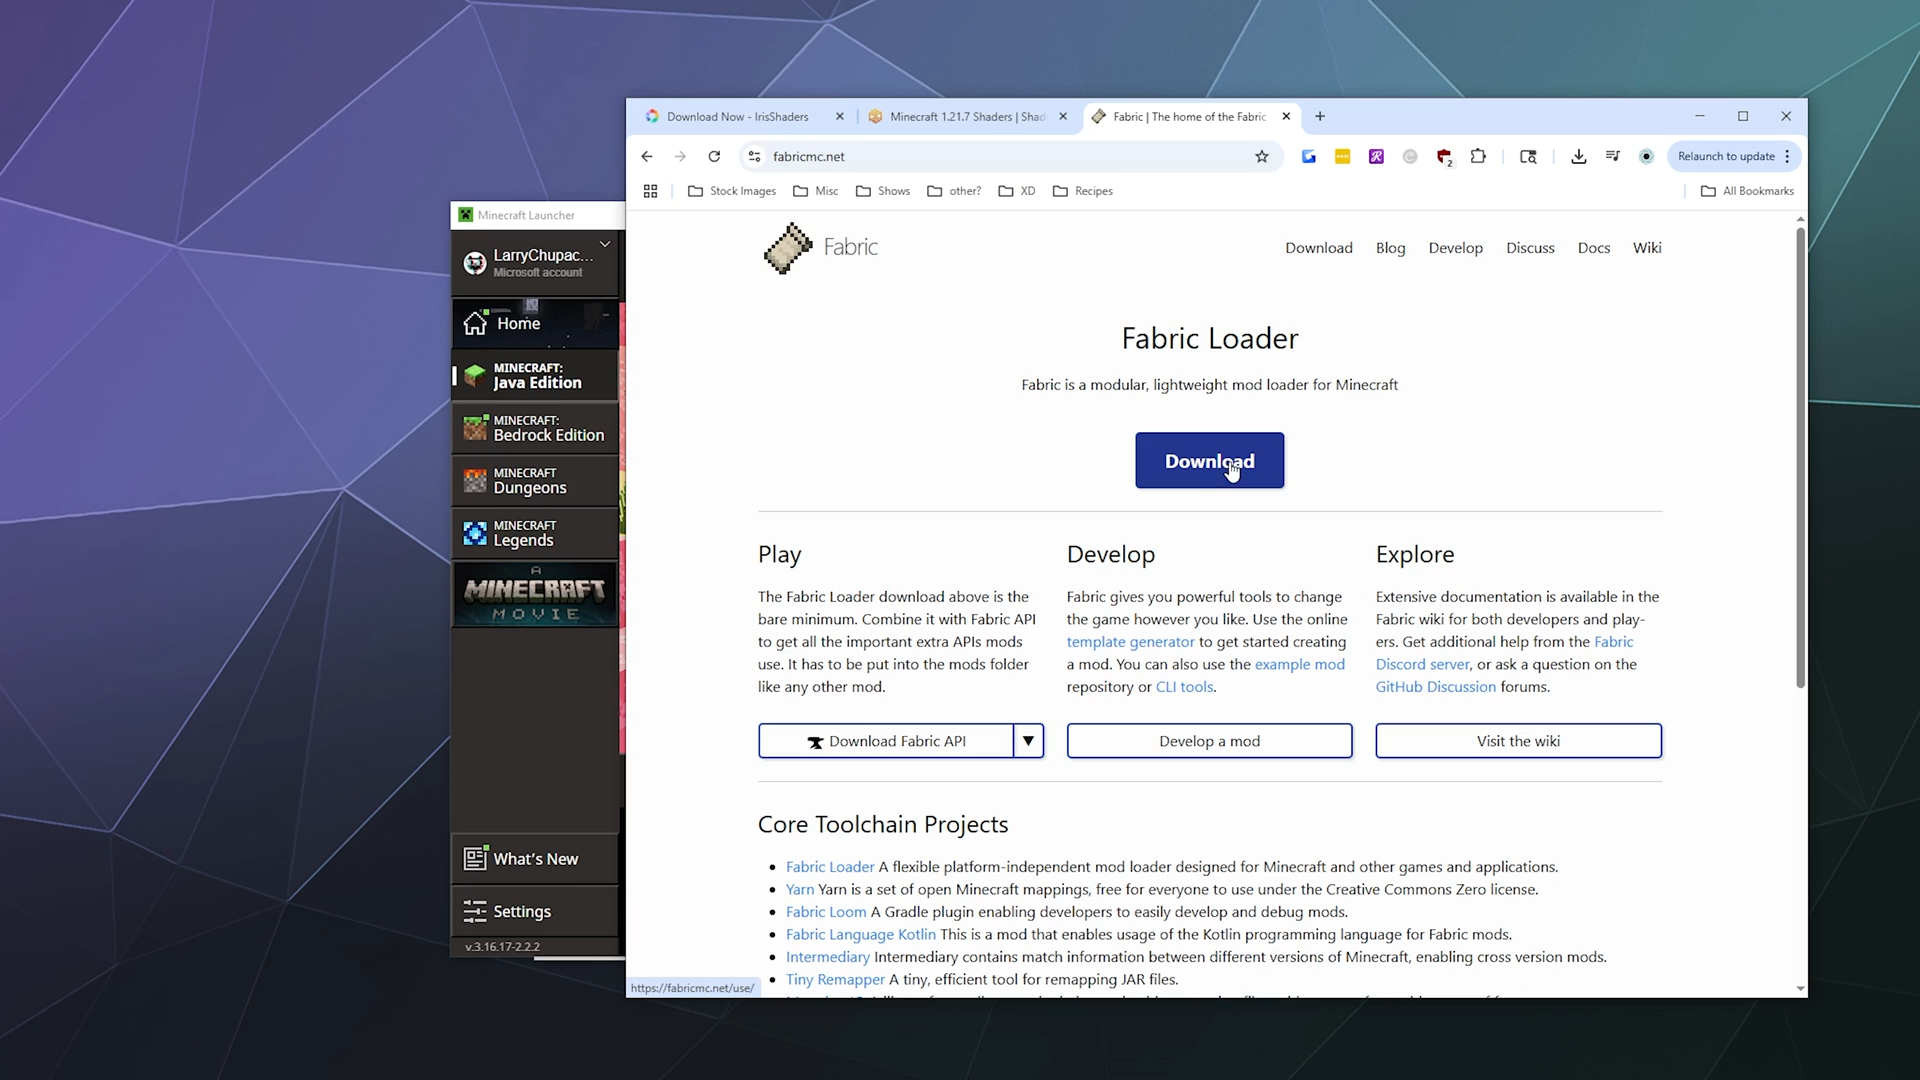 Download Now - IrisShaders
Minecraft 1.21.7 Shaders | Shad
Fabric | The home of the Fabric
fabricmc.net
2
Relaunch to update
Stock Images
Misc
Shows
other?
XD
Recipes
All Bookmarks
Minecraft Launcher
LarryChupac...
Microsoft account
Home
MINECRAFT:
Java Edition
MINECRAFT:
Bedrock Edition
MINECRAFT
Dungeons
MINECRAFT
Legends
A
MINECRAFT
MOVIE
What's New
Settings
v.3.16.17-2.2.2
Fabric
Download
Blog
Develop
Discuss
Docs
Wiki
Fabric Loader
Fabric is a modular, lightweight mod loader for Minecraft
Download
Play
The Fabric Loader download above is the
bare minimum. Combine it with Fabric API
to get all the important extra APIs mods
use. It has to be put into the mods folder
like any other mod.
Download Fabric API
Develop
Fabric gives you powerful tools to change
the game however you like. Use the online
template generator to get started creating
a mod. You can also use the example mod
repository or CLI tools.
Develop a mod
Explore
Extensive documentation is available in the
Fabric wiki for both developers and play-
ers. Get additional help from the Fabric
Discord server, or ask a question on the
GitHub Discussion forums.
Visit the wiki
Core Toolchain Projects
• Fabric Loader A flexible platform-independent mod loader designed for Minecraft and other games and applications.
• Yarn Yarn is a set of open Minecraft mappings, free for everyone to use under the Creative Commons Zero license.
• Fabric Loom A Gradle plugin enabling developers to easily develop and debug mods.
• Fabric Language Kotlin This is a mod that enables usage of the Kotlin programming language for Fabric mods.
• Intermediary Intermediary contains match information between different versions of Minecraft, enabling cross version mods.
• Tiny Remapper A tiny, efficient tool for remapping JAR files.
https://fabricmc.net/use/